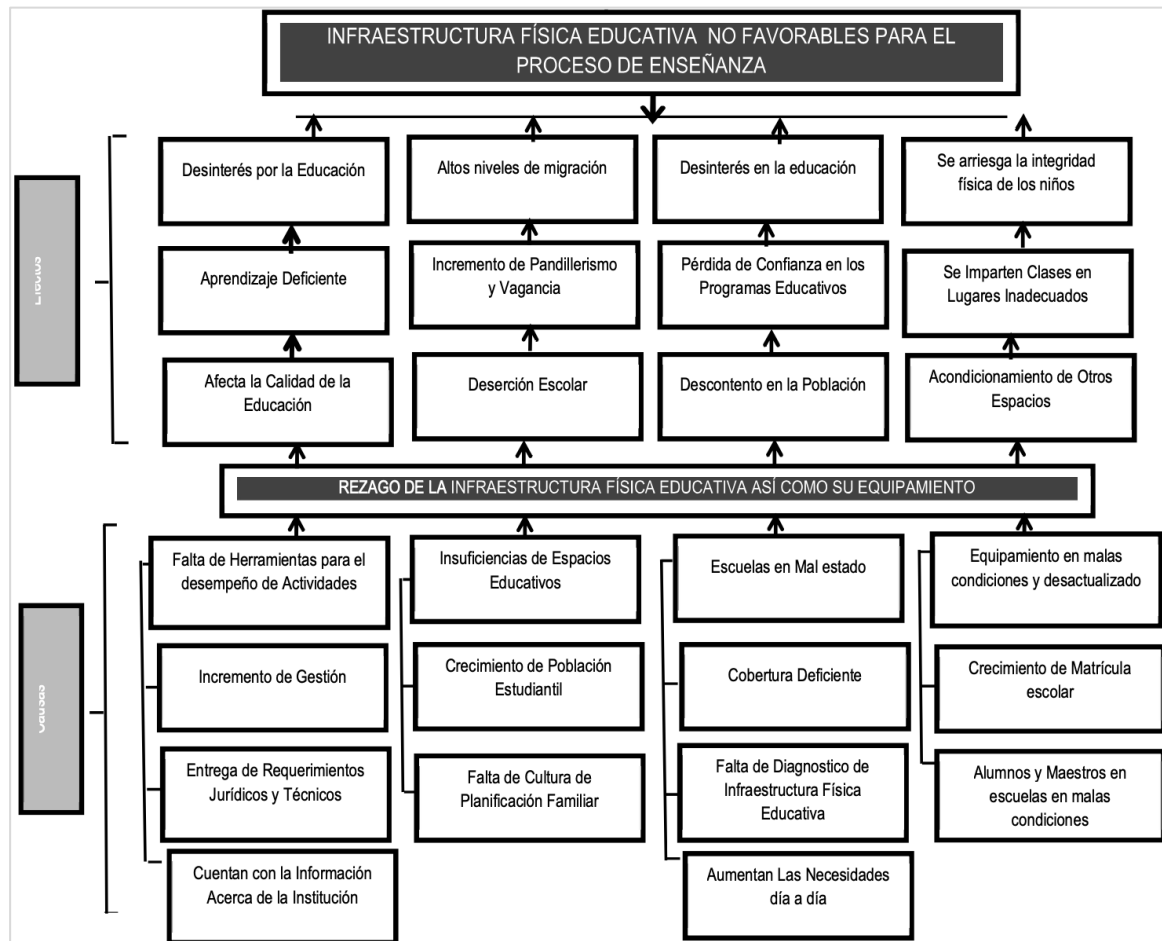 INFRAESTRUCTURA FÍSICA EDUCATIVA NO FAVORABLES PARA EL
PROCESO DE ENSEÑANZA
Desinterés por la Educación
Altos niveles de migración
Desinterés en la educación
Se arriesga la integridad
física de los niños
Aprendizaje Deficiente
Incremento de Pandillerismo
y Vagancia
Pérdida de Confianza en los
Programas Educativos
Se Imparten Clases en
Lugares Inadecuados
Afecta la Calidad de la
Educación
Deserción Escolar
Descontento en la Población
Acondicionamiento de Otros
Espacios
REZAGO DE LA INFRAESTRUCTURA FÍSICA EDUCATIVA ASÍ COMO SU EQUIPAMIENTO
Falta de Herramientas para el
desempeño de Actividades
Insuficiencias de Espacios
Educativos
Escuelas en Mal estado
Equipamiento en malas
condiciones y desactualizado
Incremento de Gestión
Crecimiento de Población
Estudiantil
Cobertura Deficiente
Crecimiento de Matrícula
escolar
Entrega de Requerimientos
Jurídicos y Técnicos
Falta de Cultura de
Planificación Familiar
Falta de Diagnostico de
Infraestructura Física
Educativa
Alumnos y Maestros en
escuelas en malas
condiciones
Cuentan con la Información
Acerca de la Institución
Aumentan Las Necesidades
día a día